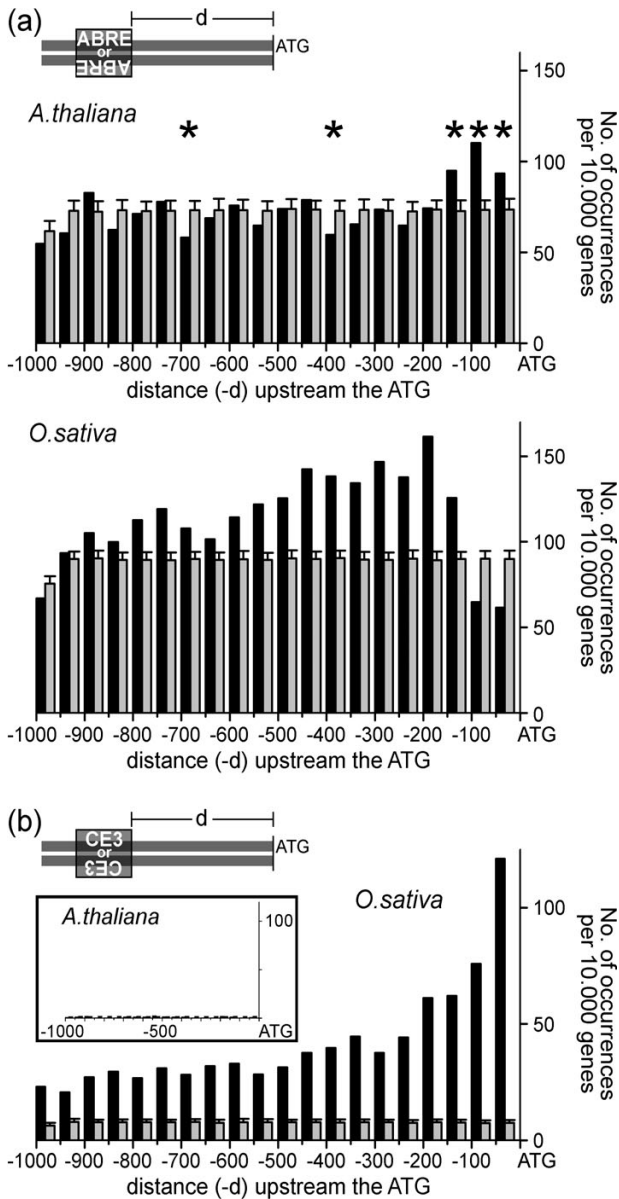 (a)
d
ABRE
or
ABRE
ATG
A.thaliana
* * * * *
150
100
50
0
No. of occurrences
per 10.000 genes
-1000 -900 -800 -700 -600 -500 -400 -300 -200 -100 ATG
distance (-d) upstream the ATG
O.sativa
150
100
50
0
No. of occurrences
per 10.000 genes
-1000 -900 -800 -700 -600 -500 -400 -300 -200 -100 ATG
distance (-d) upstream the ATG
(b)
d
CE3
or
CE3
ATG
A.thaliana
100
-1000 -500 ATG
O.sativa
100
50
0
No. of occurrences
per 10.000 genes
-1000 -900 -800 -700 -600 -500 -400 -300 -200 -100 ATG
distance (-d) upstream the ATG